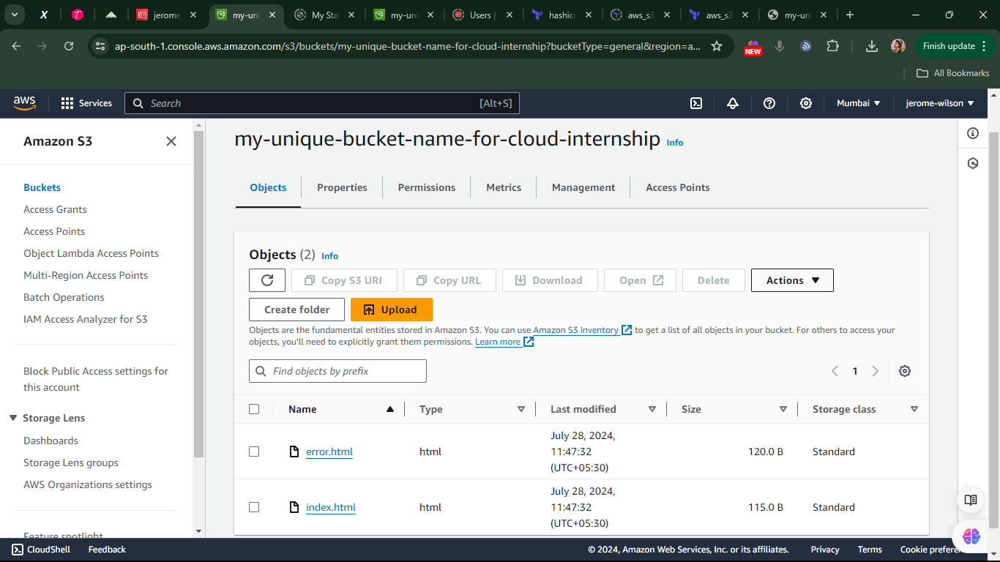 X
jerome
my-uni
My Sta
my-uni
Users |
hashico
aws_s3
aws_s3
my-uni
ap-south-1.console.aws.amazon.com/s3/buckets/my-unique-bucket-name-for-cloud-internship?bucketType=general&region=a...
NEW
Finish update
All Bookmarks
aws
Services
Search
[Alt+S]
Mumbai
jerome-wilson
Amazon S3
Buckets
Access Grants
Access Points
Object Lambda Access Points
Multi-Region Access Points
Batch Operations
IAM Access Analyzer for S3
Block Public Access settings for
this account
Storage Lens
Dashboards
Storage Lens groups
AWS Organizations settings
Feature spotlight
my-unique-bucket-name-for-cloud-internship Info
Objects
Properties
Permissions
Metrics
Management
Access Points
Objects (2) Info
Copy S3 URI
Copy URL
Download
Open
Delete
Actions
Create folder
Upload
Objects are the fundamental entities stored in Amazon S3. You can use Amazon S3 inventory to get a list of all objects in your bucket. For others to access your
objects, you'll need to explicitly grant them permissions. Learn more
Find objects by prefix
1
Name
Type
Last modified
Size
Storage class
error.html
html
July 28, 2024,
11:47:32
(UTC+05:30)
120.0 B
Standard
index.html
html
July 28, 2024,
11:47:32
(UTC+05:30)
115.0 B
Standard
CloudShell
Feedback
© 2024, Amazon Web Services, Inc. or its affiliates.
Privacy
Terms
Cookie prefere